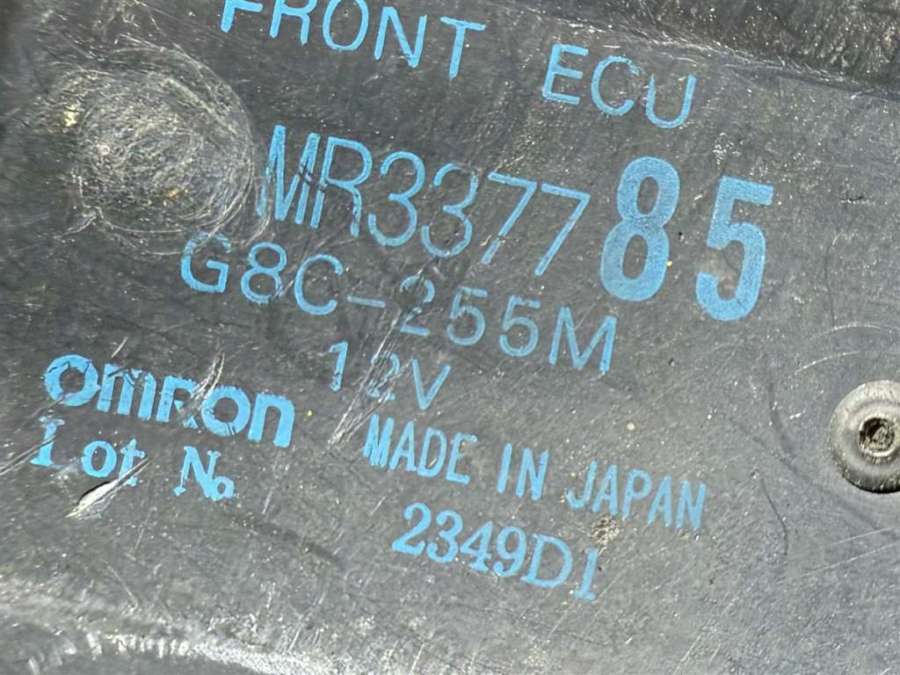 FRONT ECU
MR337785
G8C-255M
12V
omron
MADE IN JAPAN
Lot No.
2349D1